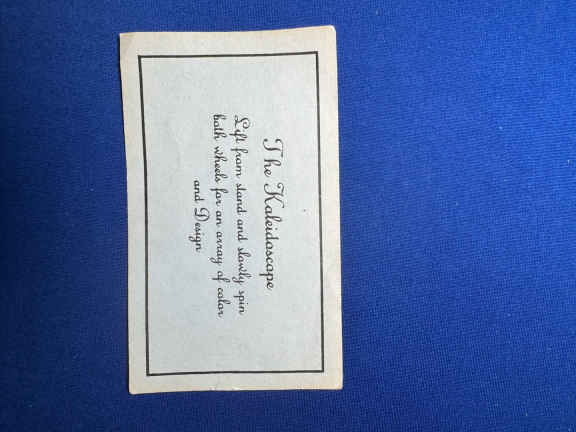 The Kaleidoscope
Lift from stand and slowly spin
both wheels for an array of color
and Design